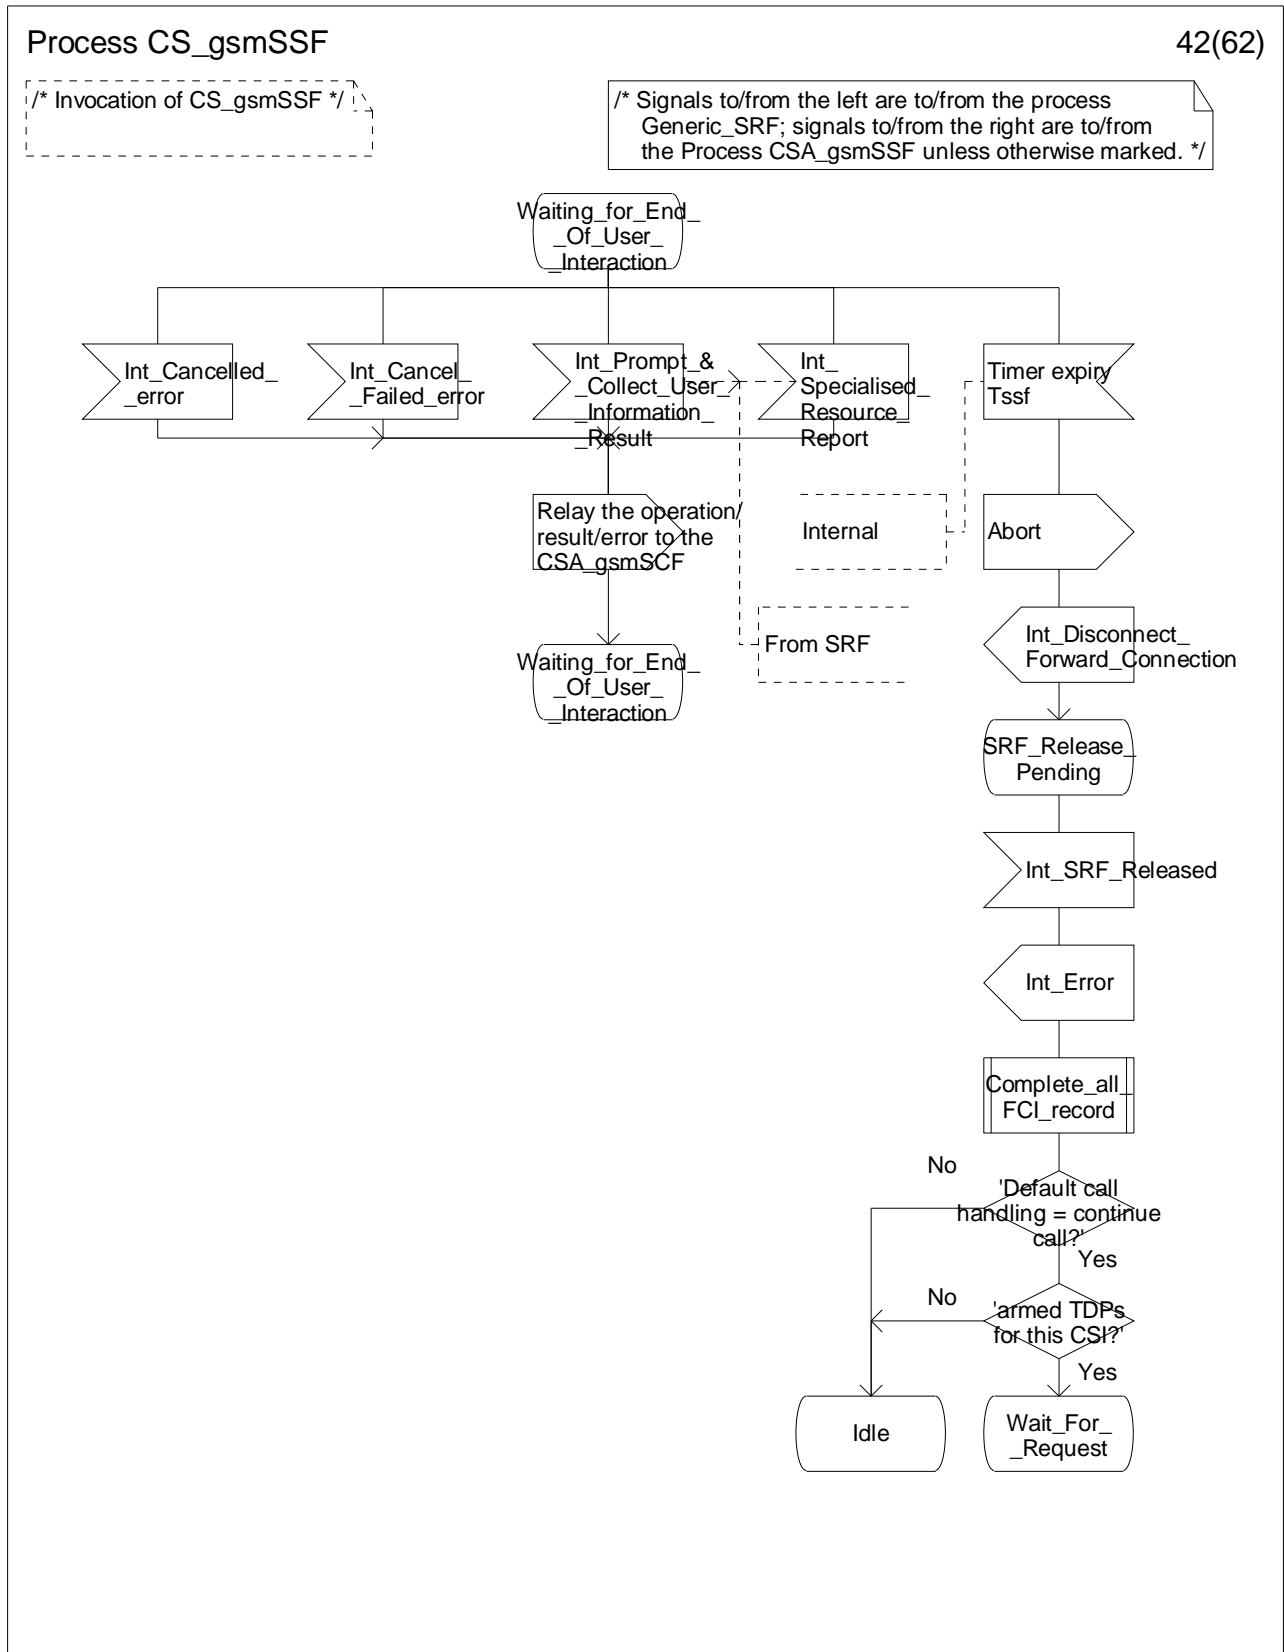 Process CS_gsmSSF
42(62)
/* Invocation of CS_gsmSSF */
/* Signals to/from the left are to/from the process
Generic_SRF; signals to/from the right are to/from
the Process CSA_gsmSSF unless otherwise marked. */
Waiting_for_End_
_Of_User_
_Interaction
Int_Cancelled_
_error
Int_Cancel_
_Failed_error
Int_Prompt_&
_Collect_User_
_Information_
_Result
Int_
Specialised_
Resource_
Report
Timer expiry
Tssf
Relay the operation/
result/error to the
CSA_gsmSCF
Internal
Abort
From SRF
Int_Disconnect_
Forward_Connection
Waiting_for_End_
_Of_User_
_Interaction
SRF_Release_
Pending
Int_SRF_Released
Int_Error
Complete_all_
FCI_record
No
'Default call
handling = continue
call?'
Yes
No
'armed TDPs
for this CSI?'
Yes
Idle
Wait_For_
_Request